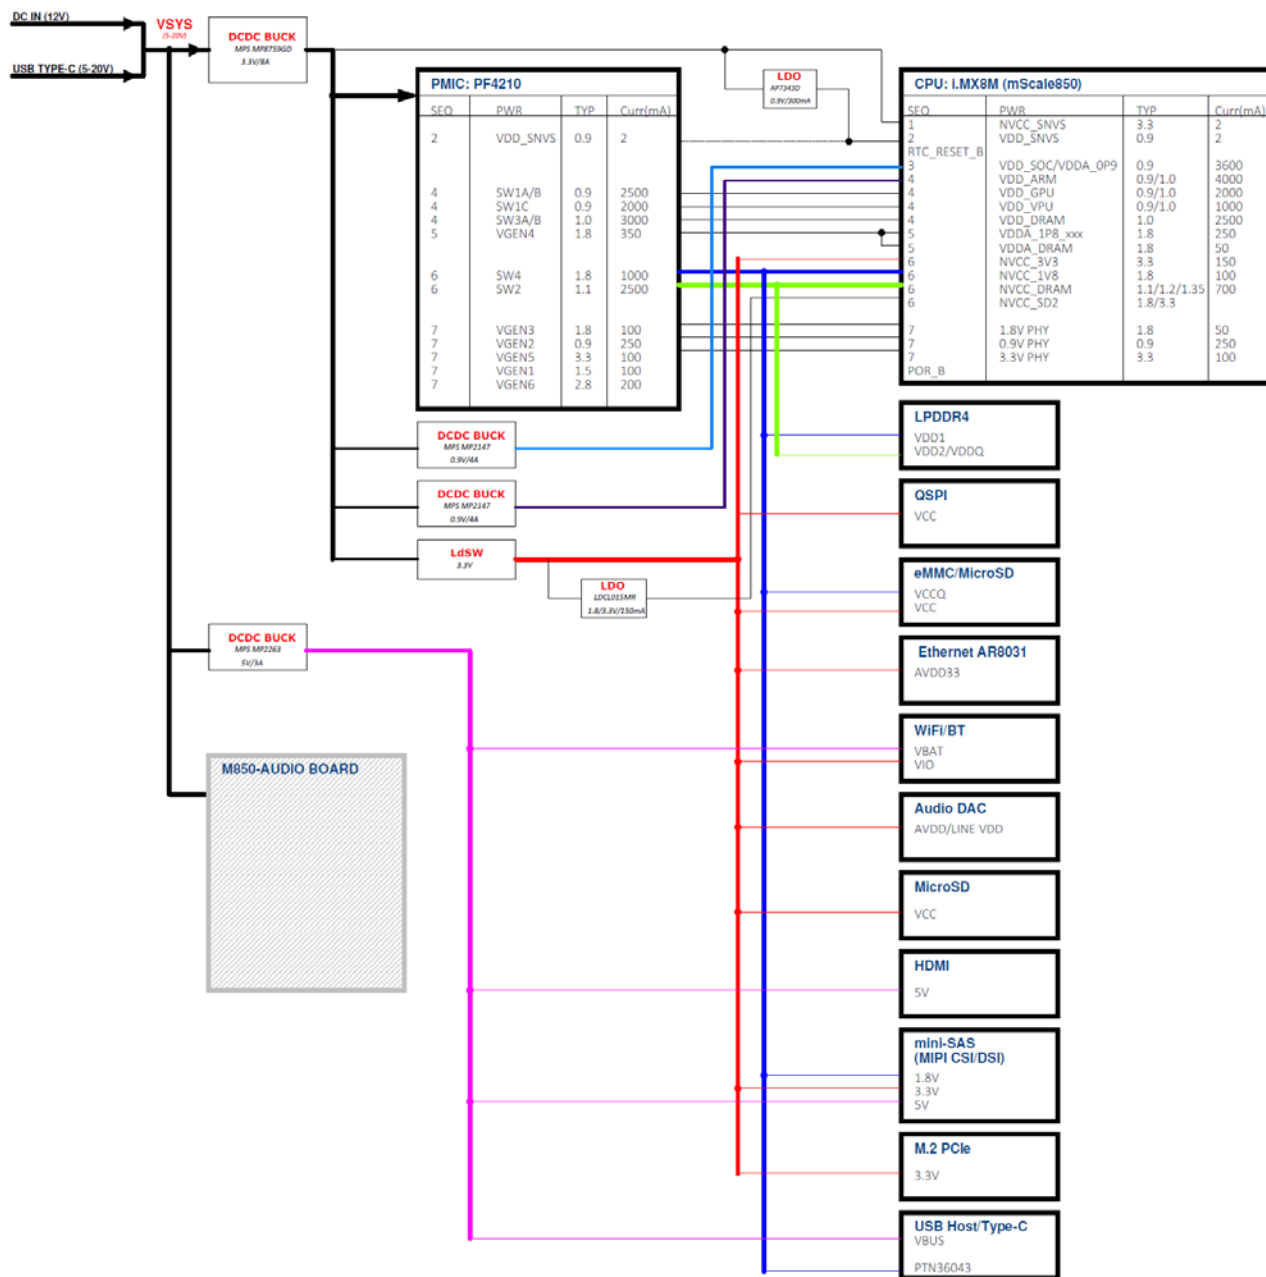 DC IN (12V)
VSYS
(5-20V)
USB TYPE-C (5-20V)
DCDC BUCK
MPS MP8759GD
3.3V/8A
PMIC: PF4210
SEQ PWR TYP Curr(mA)
2 VDD_SNVS 0.9 2
4 SW1A/B 0.9 2500
4 SW1C 0.9 2000
4 SW3A/B 1.0 3000
5 VGEN4 1.8 350
6 SW4 1.8 1000
6 SW2 1.1 2500
7 VGEN3 1.8 100
7 VGEN2 0.9 250
7 VGEN5 3.3 100
7 VGEN1 1.5 100
7 VGEN6 2.8 200
LDO
AP7343D
0.9V/300mA
CPU: i.MX8M (mScale850)
SEQ PWR TYP Curr(mA)
1 NVCC_SNVS 3.3 2
2 VDD_SNVS 0.9 2
RTC_RESET_B
3 VDD_SOC/VDDA_0P9 0.9 3600
4 VDD_ARM 0.9/1.0 4000
4 VDD_GPU 0.9/1.0 2000
4 VDD_VPU 0.9/1.0 1000
4 VDD_DRAM 1.0 2500
5 VDDA_1P8_xxx 1.8 250
5 VDDA_DRAM 1.8 50
6 NVCC_3V3 3.3 150
6 NVCC_1V8 1.8 100
6 NVCC_DRAM 1.1/1.2/1.35 700
6 NVCC_SD2 1.8/3.3
7 1.8V PHY 1.8 50
7 0.9V PHY 0.9 250
7 3.3V PHY 3.3 100
POR_B
DCDC BUCK
MPS MP2147
0.9V/4A
DCDC BUCK
MPS MP2147
0.9V/4A
LdSW
3.3V
LDO
LDCL015MR
1.8/3.3V/150mA
DCDC BUCK
MPS MP2263
5V/3A
M850-AUDIO BOARD
LPDDR4
VDD1
VDD2/VDDQ
QSPI
VCC
eMMC/MicroSD
VCCQ
VCC
Ethernet AR8031
AVDD33
WiFi/BT
VBAT
VIO
Audio DAC
AVDD/LINE VDD
MicroSD
VCC
HDMI
5V
mini-SAS
(MIPI CSI/DSI)
1.8V
3.3V
5V
M.2 PCIe
3.3V
USB Host/Type-C
VBUS
PTN36043